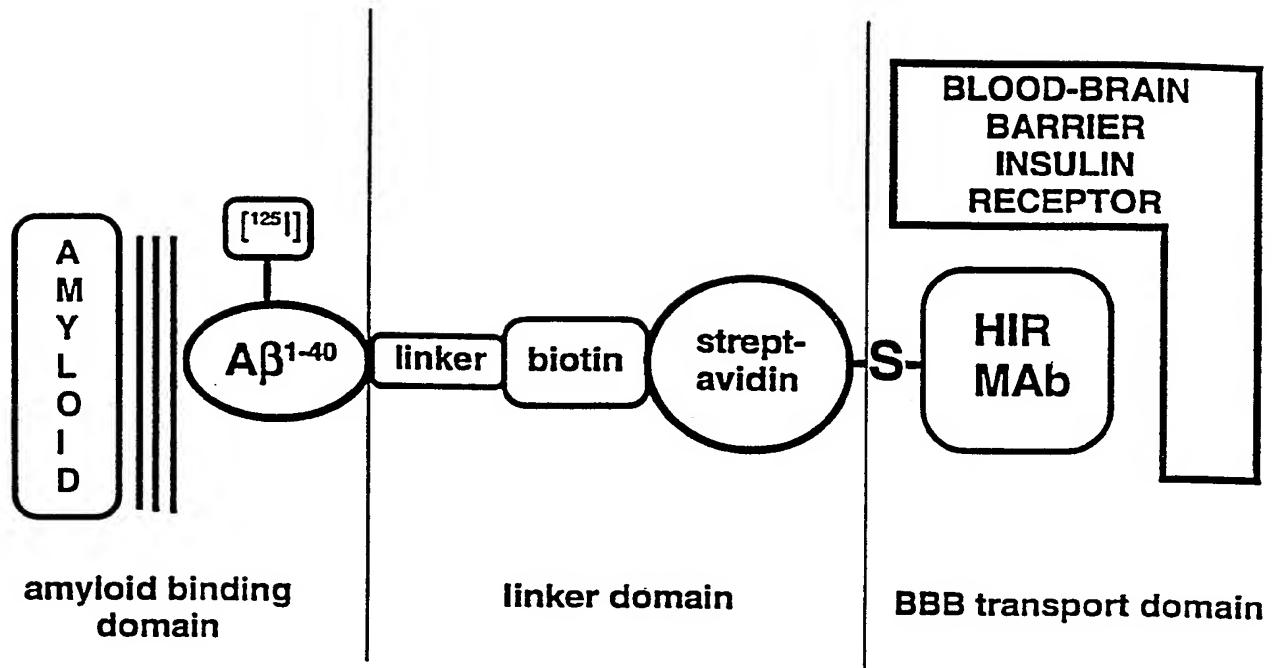 BLOOD-BRAIN
BARRIER
INSULIN
RECEPTOR
[¹²⁵I]
AMYLOID
Aβ¹⁻⁴⁰
linker
biotin
strept-
avidin
-S-
HIR
MAb
amyloid binding
domain
linker domain
BBB transport domain